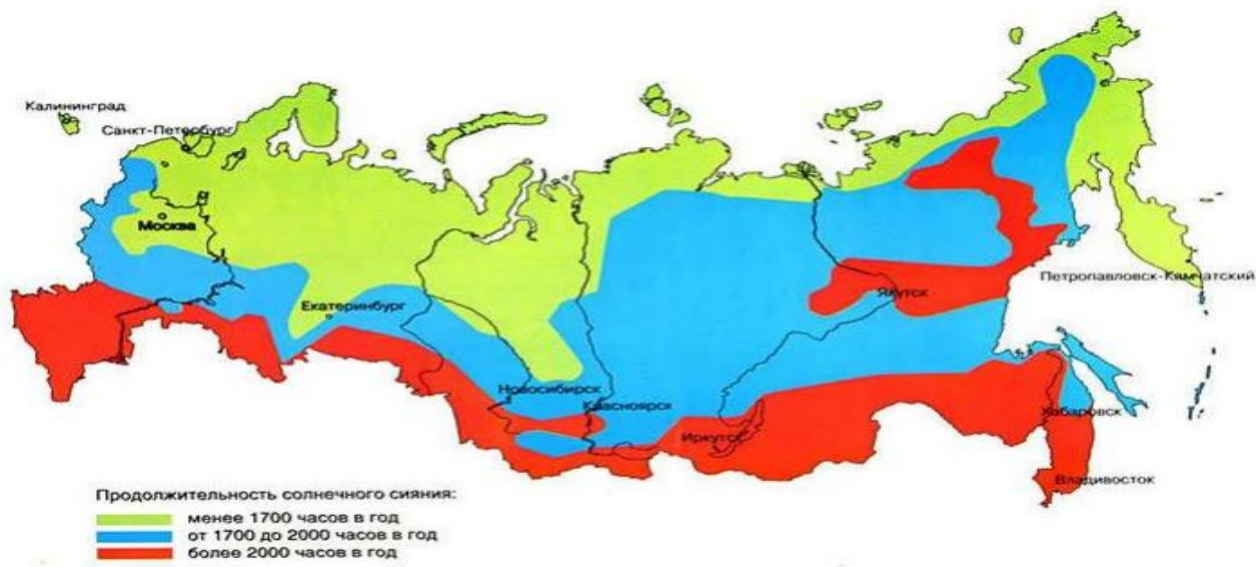 Калининград
Санкт-Петербург
Москва
Петропавловск-Камчатский
Якутск
Екатеринбург
Новосибирск
Красноярск
Хабаровск
Иркутск
Владивосток
Продолжительность солнечного сияния:
менее 1700 часов в год
от 1700 до 2000 часов в год
более 2000 часов в год